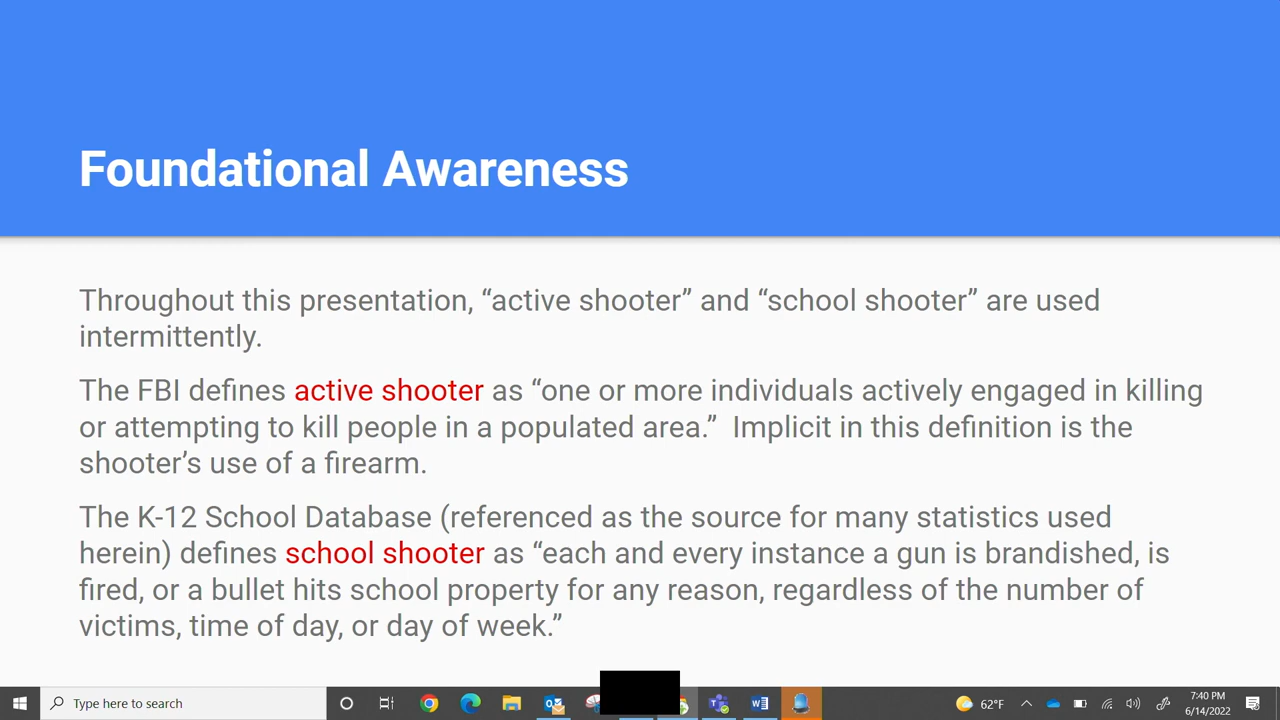 Foundational Awareness
Throughout this presentation, “active shooter” and “school shooter” are used
intermittently.
The FBI defines active shooter as “one or more individuals actively engaged in killing
or attempting to kill people in a populated area.”  Implicit in this definition is the
shooter’s use of a firearm.
The K-12 School Database (referenced as the source for many statistics used
herein) defines school shooter as “each and every instance a gun is brandished, is
fired, or a bullet hits school property for any reason, regardless of the number of
victims, time of day, or day of week.”
Type here to search
62°F
7:40 PM
6/14/2022